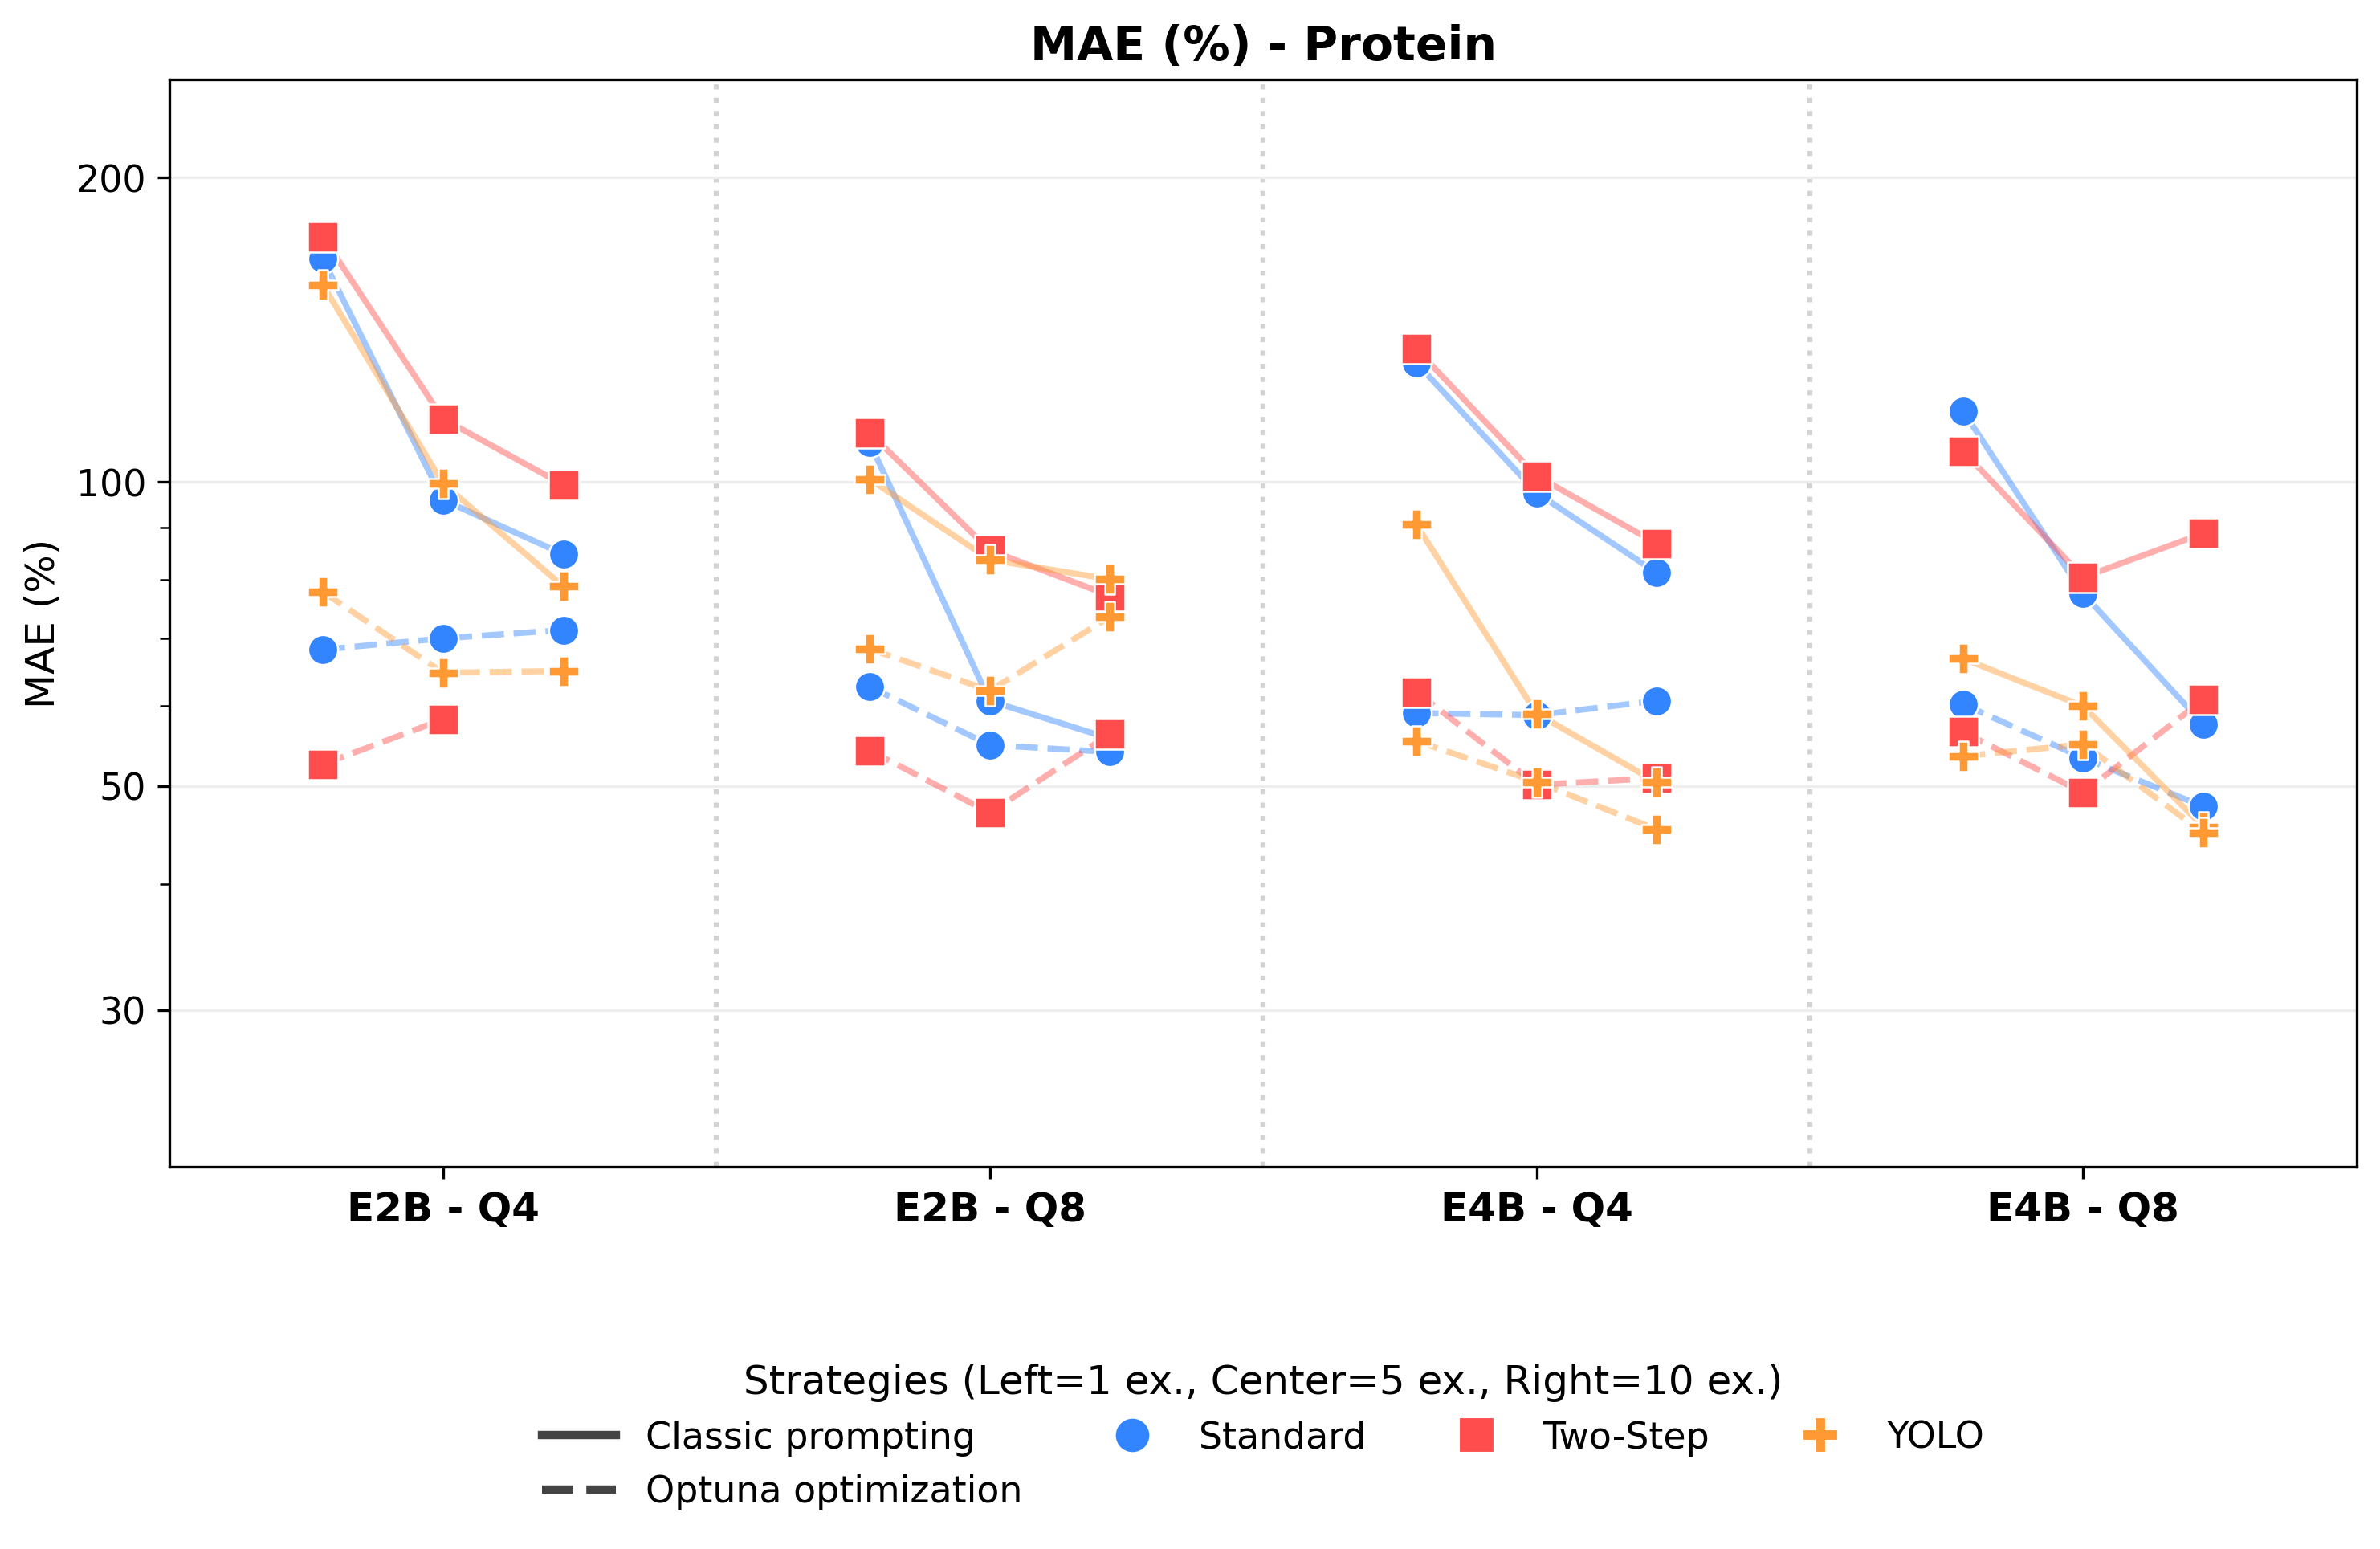 MAE (%) - Protein
MAE (%)
200
100
50
30
E2B - Q4
E2B - Q8
E4B - Q4
E4B - Q8
Strategies (Left=1 ex., Center=5 ex., Right=10 ex.)
Classic prompting
Optuna optimization
Standard
Two-Step
YOLO